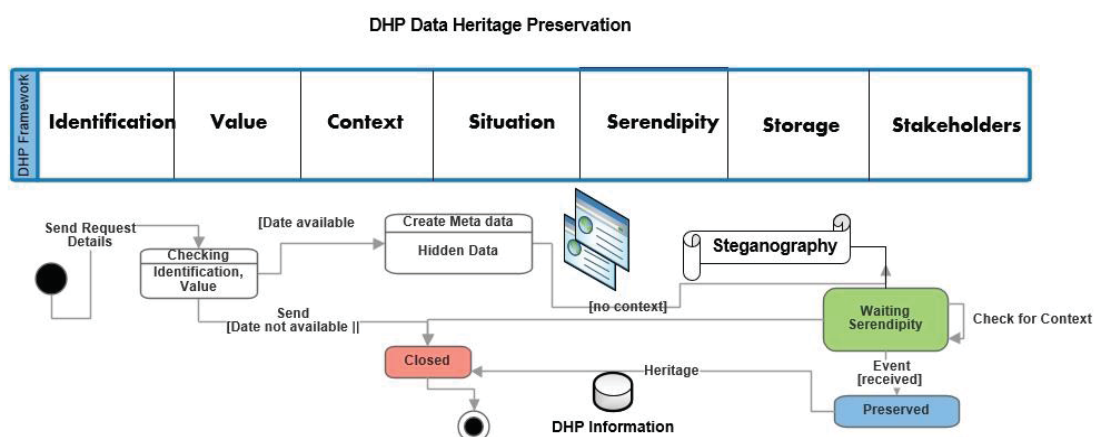 DHP Data Heritage Preservation
DHP Framework
Identification
Value
Context
Situation
Serendipity
Storage
Stakeholders
Send Request
Details
Checking
Identification,
Value
[Date available
Create Meta data
Hidden Data
Steganography
[no context]
Send
[Date not available ||
Waiting
Serendipity
Check for Context
Closed
Event
[received]
Heritage
Preserved
DHP Information